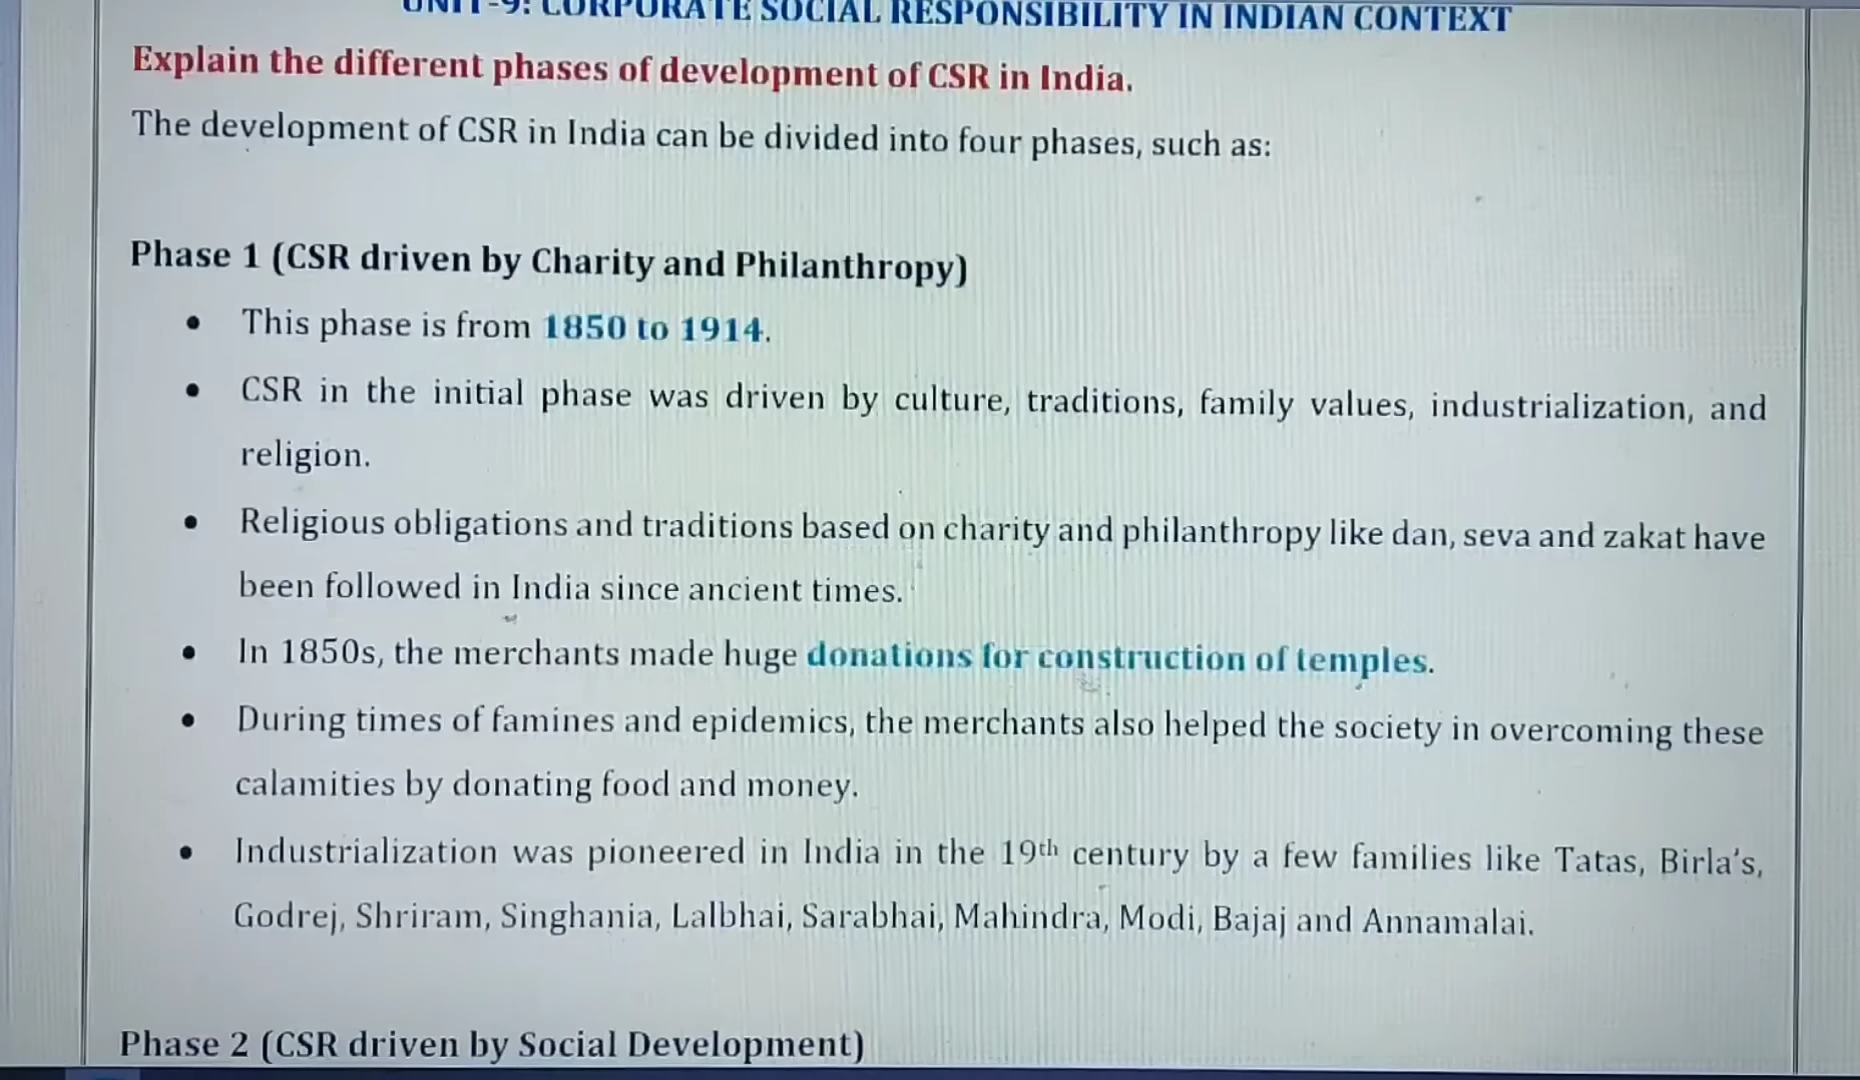 UNIT-9: CORPORATE SOCIAL RESPONSIBILITY IN INDIAN CONTEXT
Explain the different phases of development of CSR in India.
The development of CSR in India can be divided into four phases, such as:
Phase 1 (CSR driven by Charity and Philanthropy)
• This phase is from 1850 to 1914.
• CSR in the initial phase was driven by culture, traditions, family values, industrialization, and
religion.
• Religious obligations and traditions based on charity and philanthropy like dan, seva and zakat have
been followed in India since ancient times.
• In 1850s, the merchants made huge donations for construction of temples.
• During times of famines and epidemics, the merchants also helped the society in overcoming these
calamities by donating food and money.
• Industrialization was pioneered in India in the 19th century by a few families like Tatas, Birla's,
Godrej, Shriram, Singhania, Lalbhai, Sarabhai, Mahindra, Modi, Bajaj and Annamalai.
Phase 2 (CSR driven by Social Development)